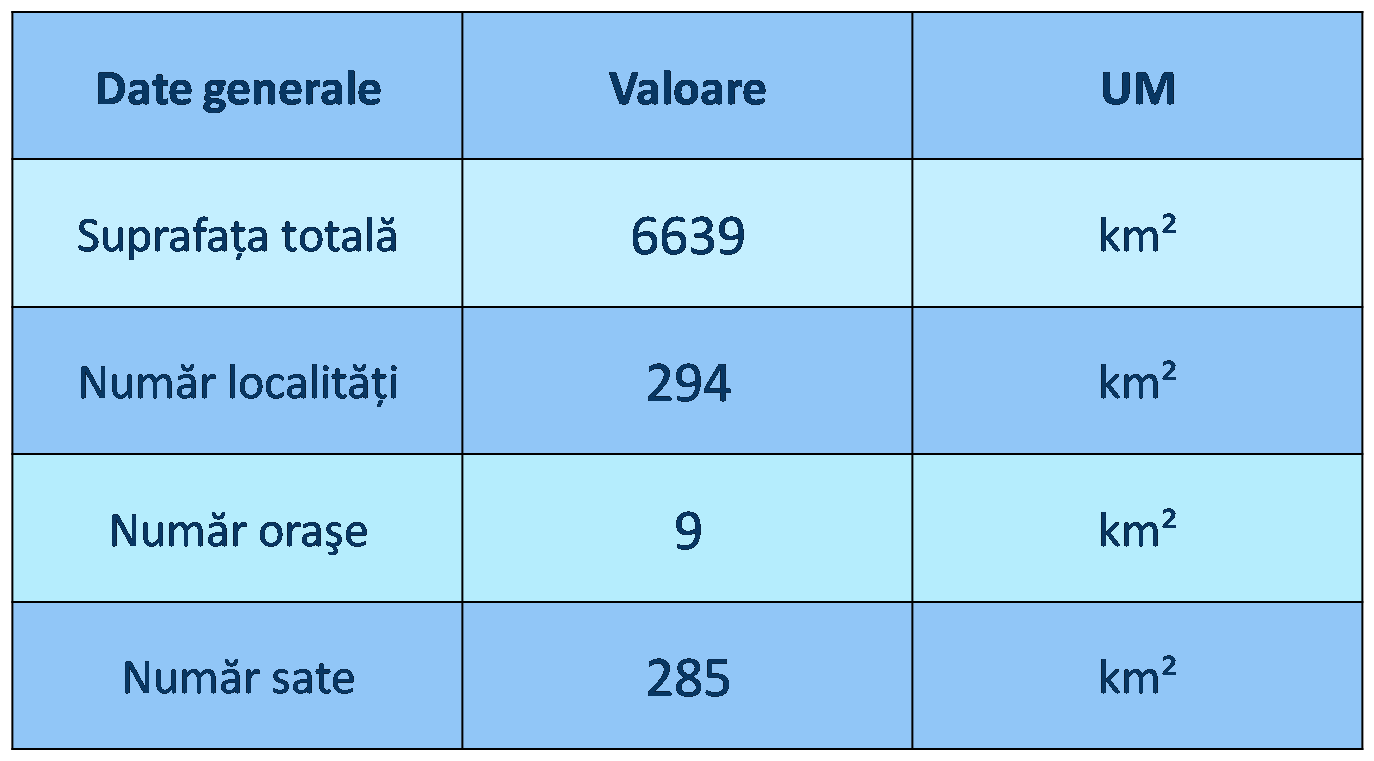 Date generale Valoare UM
Suprafața totală 6639 km²
Număr localități 294 km²
Număr oraşe 9 km²
Număr sate 285 km²